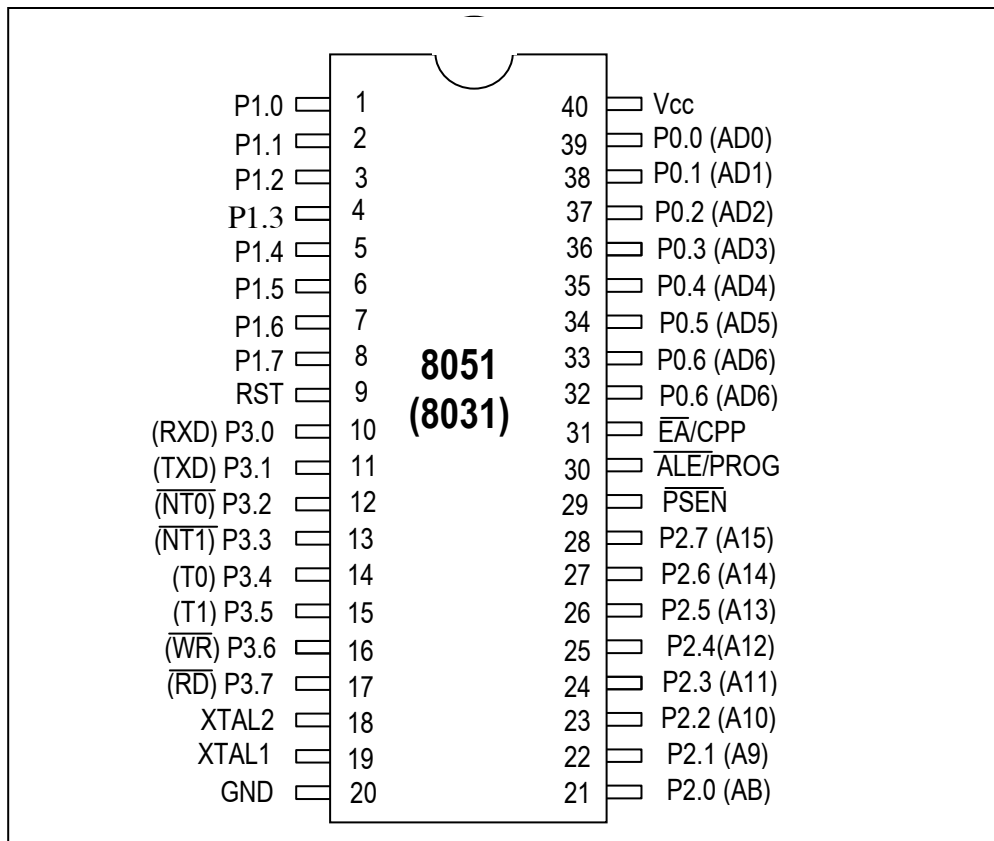 P1.0 1 40 Vcc
P1.1 2 39 P0.0 (AD0)
P1.2 3 38 P0.1 (AD1)
P1.3 4 37 P0.2 (AD2)
P1.4 5 36 P0.3 (AD3)
P1.5 6 35 P0.4 (AD4)
P1.6 7 34 P0.5 (AD5)
P1.7 8 33 P0.6 (AD6)
8051
RST 9 32 P0.6 (AD6)
(8031)
(RXD) P3.0 10 31 E̅A̅/CPP
(TXD) P3.1 11 30 A̅L̅E̅/PROG
(N̅T̅0̅) P3.2 12 29 P̅S̅E̅N̅
(N̅T̅1̅) P3.3 13 28 P2.7 (A15)
(T0) P3.4 14 27 P2.6 (A14)
(T1) P3.5 15 26 P2.5 (A13)
(W̅R̅) P3.6 16 25 P2.4(A12)
(R̅D̅) P3.7 17 24 P2.3 (A11)
XTAL2 18 23 P2.2 (A10)
XTAL1 19 22 P2.1 (A9)
GND 20 21 P2.0 (AB)